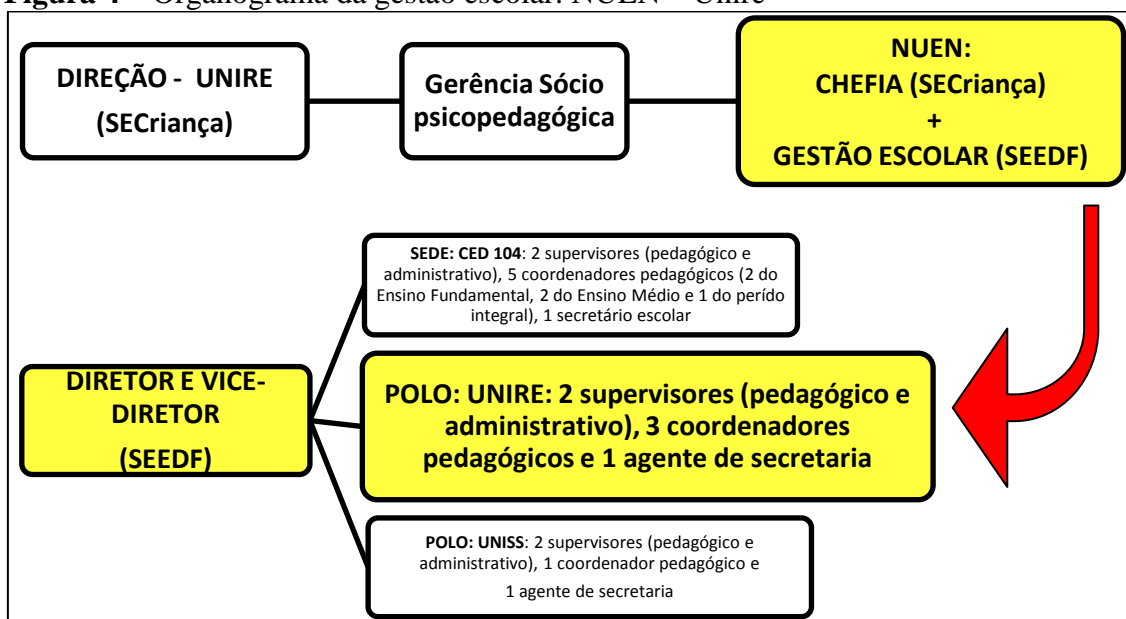 Figura 4 – Organograma da gestão escolar: NUEN – Unire
DIREÇÃO - UNIRE
(SECriança)
Gerência Sócio
psicopedagógica
NUEN:
CHEFIA (SECriança)
+
GESTÃO ESCOLAR (SEEDF)
SEDE: CED 104: 2 supervisores (pedagógico e
administrativo), 5 coordenadores pedagógicos (2 do
Ensino Fundamental, 2 do Ensino Médio e 1 do perído
integral), 1 secretário escolar
DIRETOR E VICE-
DIRETOR
(SEEDF)
POLO: UNIRE: 2 supervisores (pedagógico e
administrativo), 3 coordenadores
pedagógicos e 1 agente de secretaria
POLO: UNISS: 2 supervisores (pedagógico e
administrativo), 1 coordenador pedagógico e
1 agente de secretaria